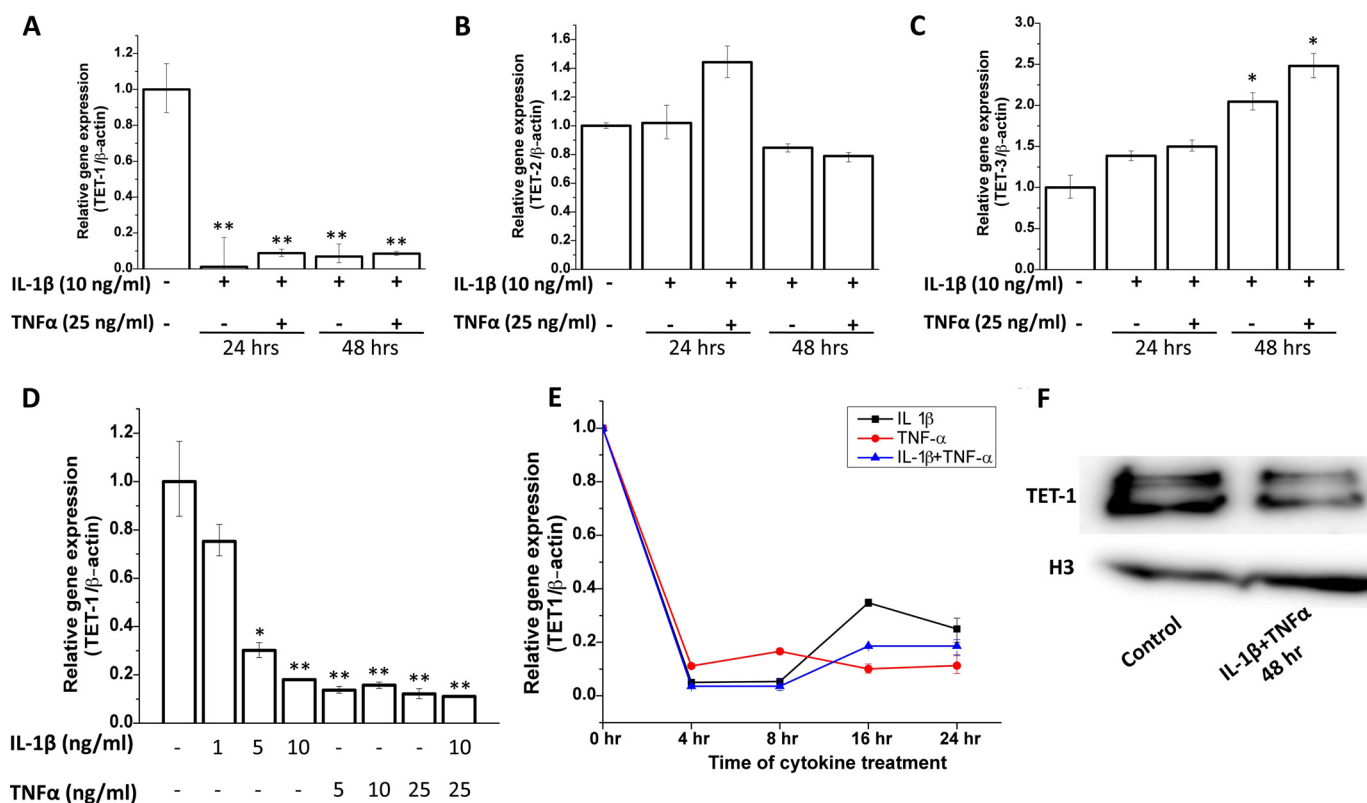 A
Relative gene expression
(TET-1/β-actin)
1.2
1.0
0.8
0.6
0.4
0.2
0.0
** ** ** **
IL-1β (10 ng/ml) - + + + +
TNFα (25 ng/ml) - - + - +
24 hrs 48 hrs
B
Relative gene expression
(TET-2/β-actin)
1.6
1.4
1.2
1.0
0.8
0.6
0.4
0.2
0.0
IL-1β (10 ng/ml) - + + + +
TNFα (25 ng/ml) - - + - +
24 hrs 48 hrs
C
Relative gene expression
(TET-3/β-actin)
2.5
2.0
1.5
1.0
0.5
0.0
* *
IL-1β (10 ng/ml) - + + + +
TNFα (25 ng/ml) - - + - +
24 hrs 48 hrs
D
Relative gene expression
(TET-1/β-actin)
1.2
1.0
0.8
0.6
0.4
0.2
0.0
* ** ** ** ** **
IL-1β (ng/ml) - 1 5 10 - - - 10
TNFα (ng/ml) - - - - 5 10 25 25
E
Relative gene expression
(TET1/β-actin)
1.0
0.8
0.6
0.4
0.2
0.0
IL 1β
TNF-α
IL-1β+TNF-α
0 hr 4 hr 8 hr 16 hr 24 hr
Time of cytokine treatment
F
TET-1
H3
Control
IL-1β+TNFα
48 hr